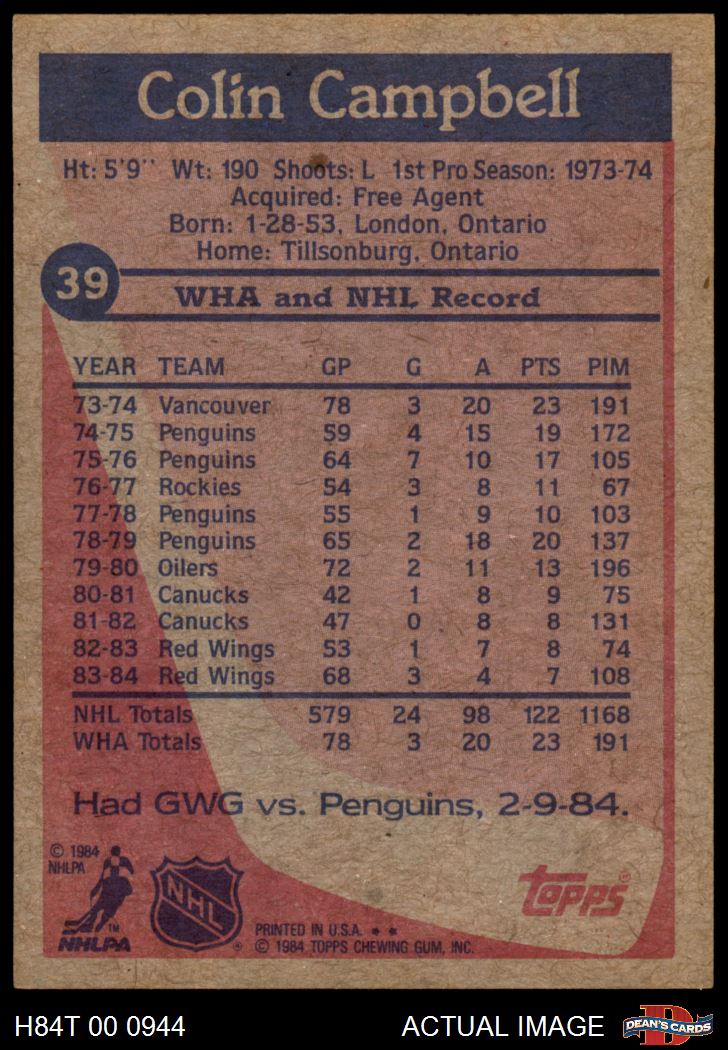 Colin Campbell
Ht: 5'9'' Wt: 190 Shoots: L 1st Pro Season: 1973-74
Acquired: Free Agent
Born: 1-28-53, London, Ontario
Home: Tillsonburg, Ontario
39
WHA and NHL Record
YEAR TEAM GP G A PTS PIM
73-74 Vancouver 78 3 20 23 191
74-75 Penguins 59 4 15 19 172
75-76 Penguins 64 7 10 17 105
76-77 Rockies 54 3 8 11 67
77-78 Penguins 55 1 9 10 103
78-79 Penguins 65 2 18 20 137
79-80 Oilers 72 2 11 13 196
80-81 Canucks 42 1 8 9 75
81-82 Canucks 47 0 8 8 131
82-83 Red Wings 53 1 7 8 74
83-84 Red Wings 68 3 4 7 108
NHL Totals 579 24 98 122 1168
WHA Totals 78 3 20 23 191
Had GWG vs. Penguins, 2-9-84.
© 1984
NHLPA
TM
NHLPA
NHL
®
topps®
PRINTED IN U.S.A. * *
© 1984 TOPPS CHEWING GUM, INC.
H84T 00 0944
ACTUAL IMAGE
D
DEAN'S CARDS